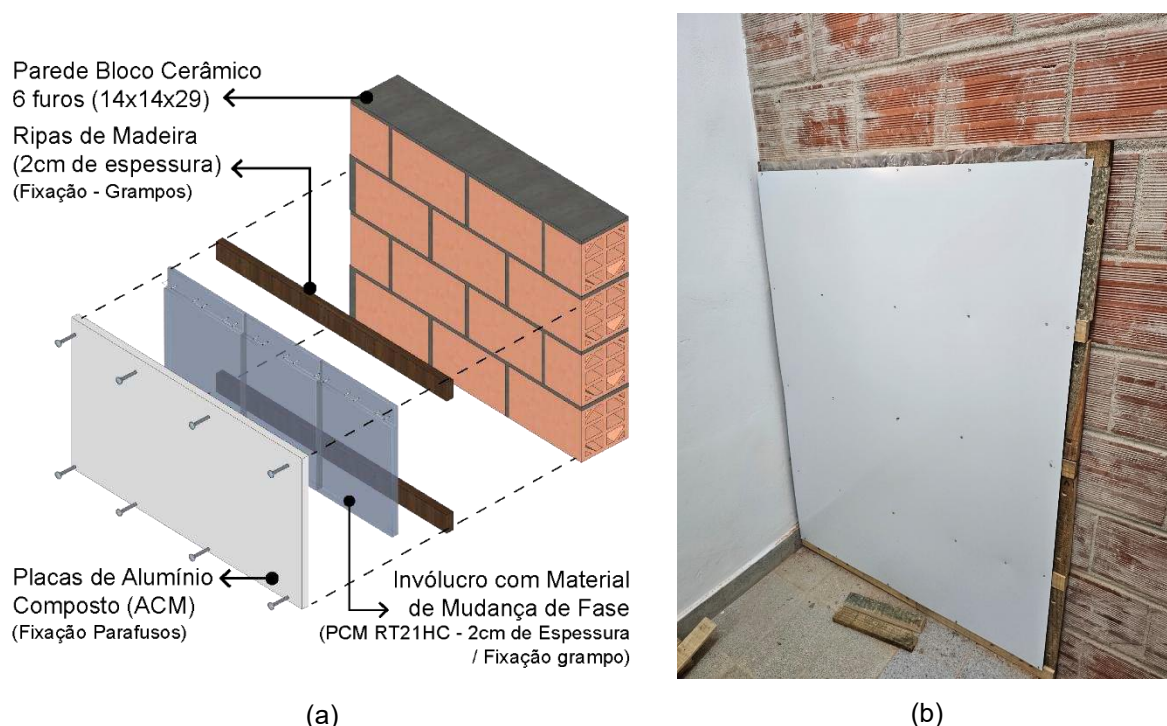 Parede Bloco Cerâmico
6 furos (14x14x29)
Ripas de Madeira
(2cm de espessura)
(Fixação - Grampos)
Placas de Alumínio
Composto (ACM)
(Fixação Parafusos)
Invólucro com Material
de Mudança de Fase
(PCM RT21HC - 2cm de Espessura
/ Fixação grampo)
(a)
(b)